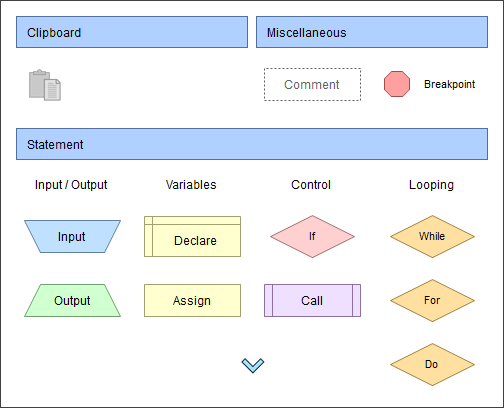 Clipboard
Miscellaneous
Comment
Breakpoint
Statement
Input / Output
Variables
Control
Looping
Input
Declare
If
While
Output
Assign
Call
For
Do